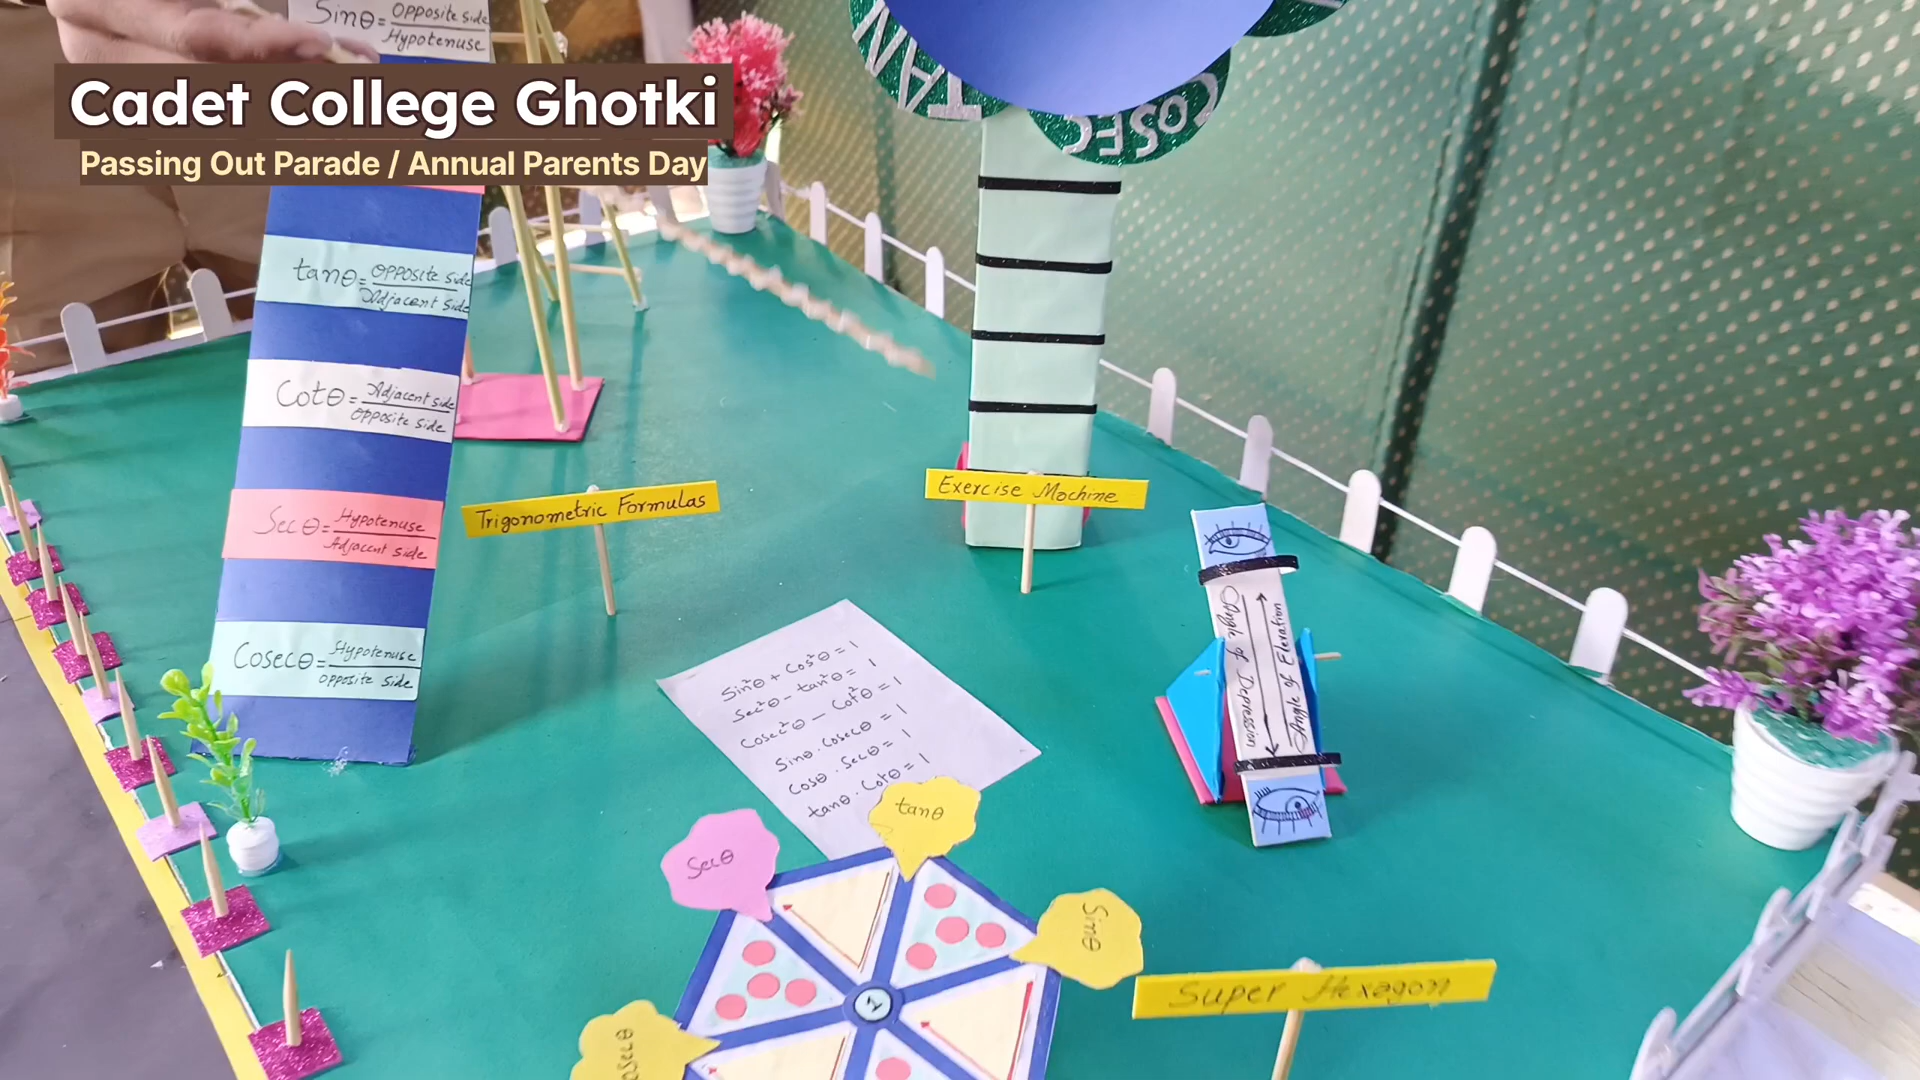 Sinθ = Opposite side / Hypotenuse
Cadet College Ghotki
Passing Out Parade / Annual Parents Day
TAN
COSEC
tanθ = Opposite side / Adjacent side
Cotθ = Adjacent side / Opposite side
Secθ = Hypotenuse / Adjacent side
Cosecθ = Hypotenuse / opposite side
Trigonometric Formulas
Exercise Machine
Angle of Depression
Angle of Elevation
Sin²θ + Cos²θ = 1
Sec²θ - tan²θ = 1
Cosec²θ - Cot²θ = 1
Sinθ . Cosecθ = 1
Cosθ . Secθ = 1
tanθ . Cotθ = 1
tanθ
Secθ
Sinθ
1
Super Hexagon